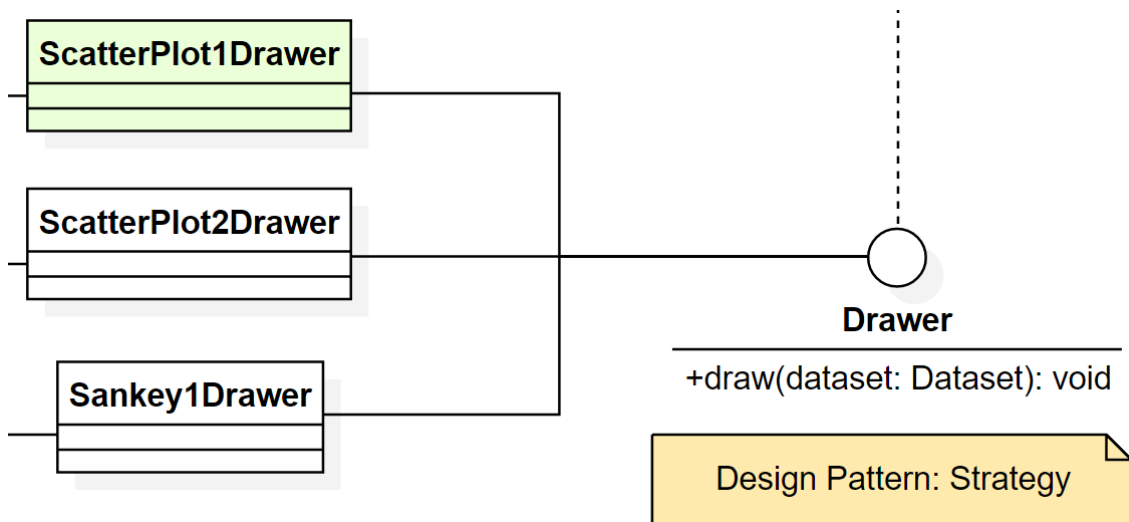 ScatterPlot1Drawer
ScatterPlot2Drawer
Sankey1Drawer
Drawer
+draw(dataset: Dataset): void
Design Pattern: Strategy